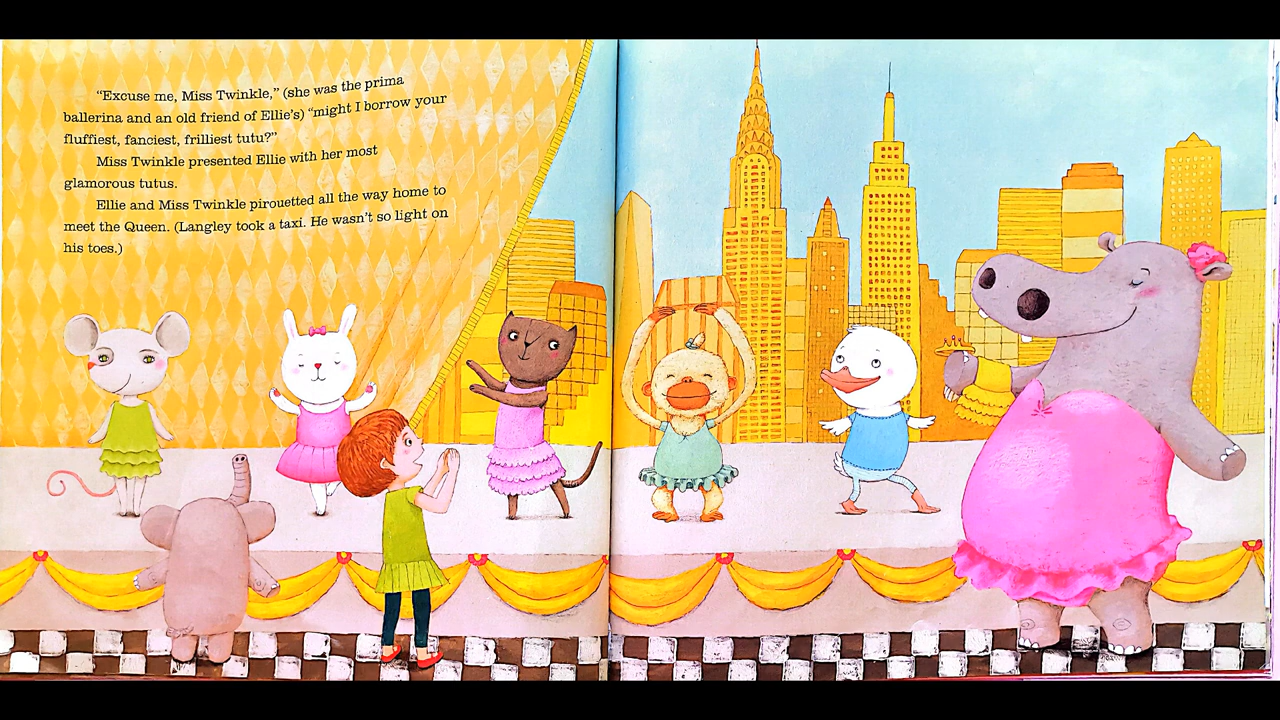 “Excuse me, Miss Twinkle,” (she was the prima
ballerina and an old friend of Ellie’s) “might I borrow your
fluffiest, fanciest, frilliest tutu?”
Miss Twinkle presented Ellie with her most
glamorous tutus.
Ellie and Miss Twinkle pirouetted all the way home to
meet the Queen. (Langley took a taxi. He wasn’t so light on
his toes.)